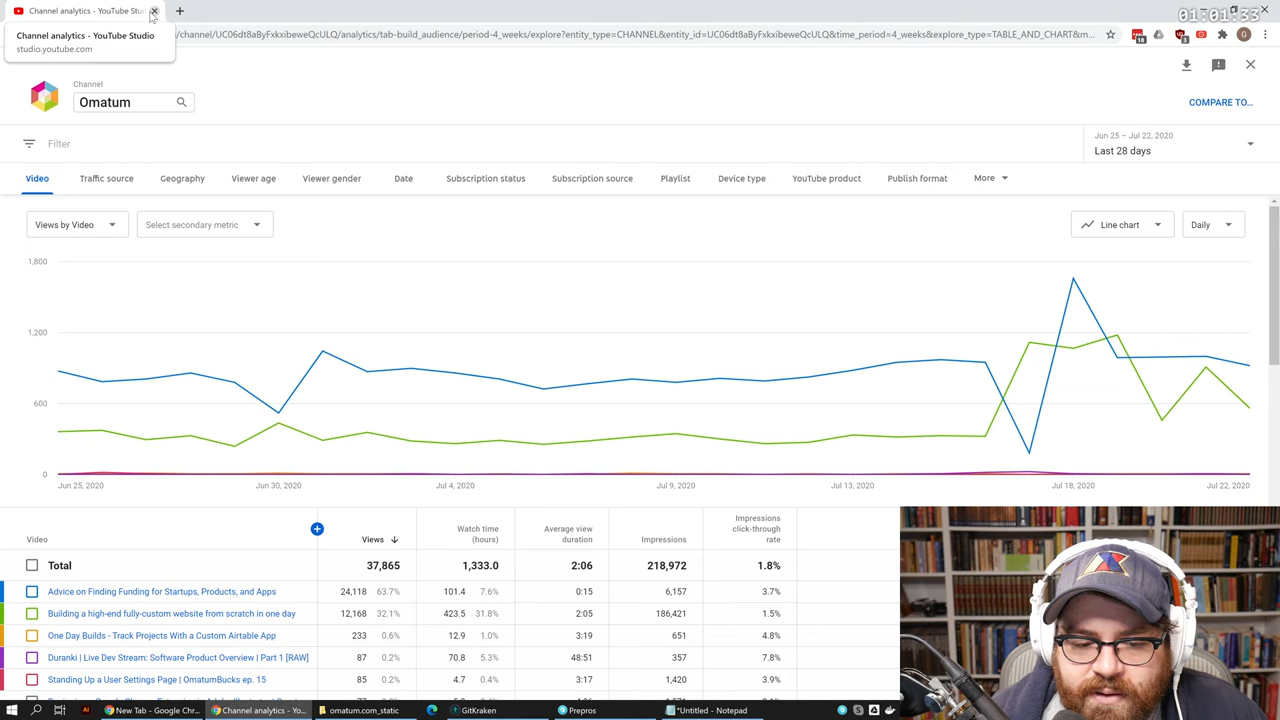 Channel analytics - YouTube Stud
01:01:33
Channel analytics - YouTube Studio
studio.youtube.com
/channel/UC06dt8aByFxkxibeweQcULQ/analytics/tab-build_audience/period-4_weeks/explore?entity_type=CHANNEL&entity_id=UC06dt8aByFxkxibeweQcULQ&time_period=4_weeks&explore_type=TABLE_AND_CHART&m...
18
3
G
Channel
Omatum
COMPARE TO...
Filter
Jun 25 – Jul 22, 2020
Last 28 days
Video Traffic source Geography Viewer age Viewer gender Date Subscription status Subscription source Playlist Device type YouTube product Publish format More
Views by Video Select secondary metric Line chart Daily
1,800
1,200
600
0
Jun 25, 2020 Jun 30, 2020 Jul 4, 2020 Jul 9, 2020 Jul 13, 2020 Jul 18, 2020 Jul 22, 2020
Video Views Watch time (hours) Average view duration Impressions Impressions click-through rate
Total 37,865 1,333.0 2:06 218,972 1.8%
Advice on Finding Funding for Startups, Products, and Apps 24,118 63.7% 101.4 7.6% 0:15 6,157 3.7%
Building a high-end fully-custom website from scratch in one day 12,168 32.1% 423.5 31.8% 2:05 186,421 1.5%
One Day Builds - Track Projects With a Custom Airtable App 233 0.6% 12.9 1.0% 3:19 651 4.8%
Duranki | Live Dev Stream: Software Product Overview | Part 1 [RAW] 87 0.2% 70.8 5.3% 48:51 357 7.8%
Standing Up a User Settings Page | OmatumBucks ep. 15 85 0.2% 4.7 0.4% 3:19 1,420 3.9%
New Tab - Google Chr... Channel analytics - Yo... omatum.com_static GitKraken Prepros *Untitled - Notepad